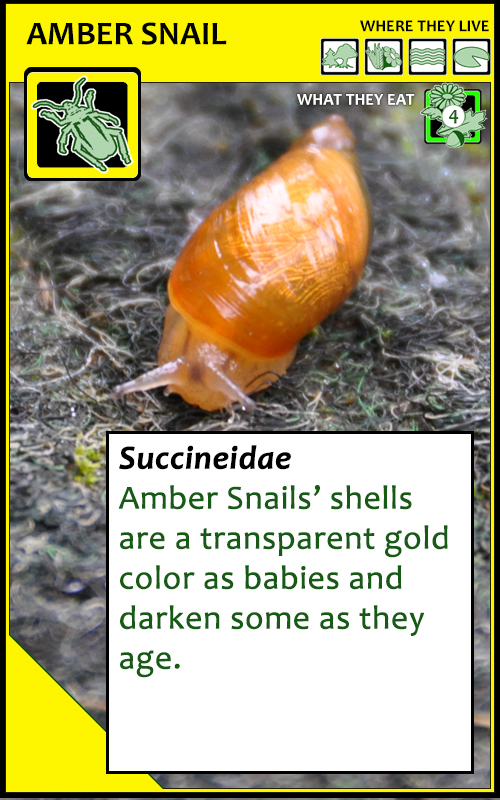 AMBER SNAIL
WHERE THEY LIVE
WHAT THEY EAT
4
Succineidae
Amber Snails’ shells
are a transparent gold
color as babies and
darken some as they
age.